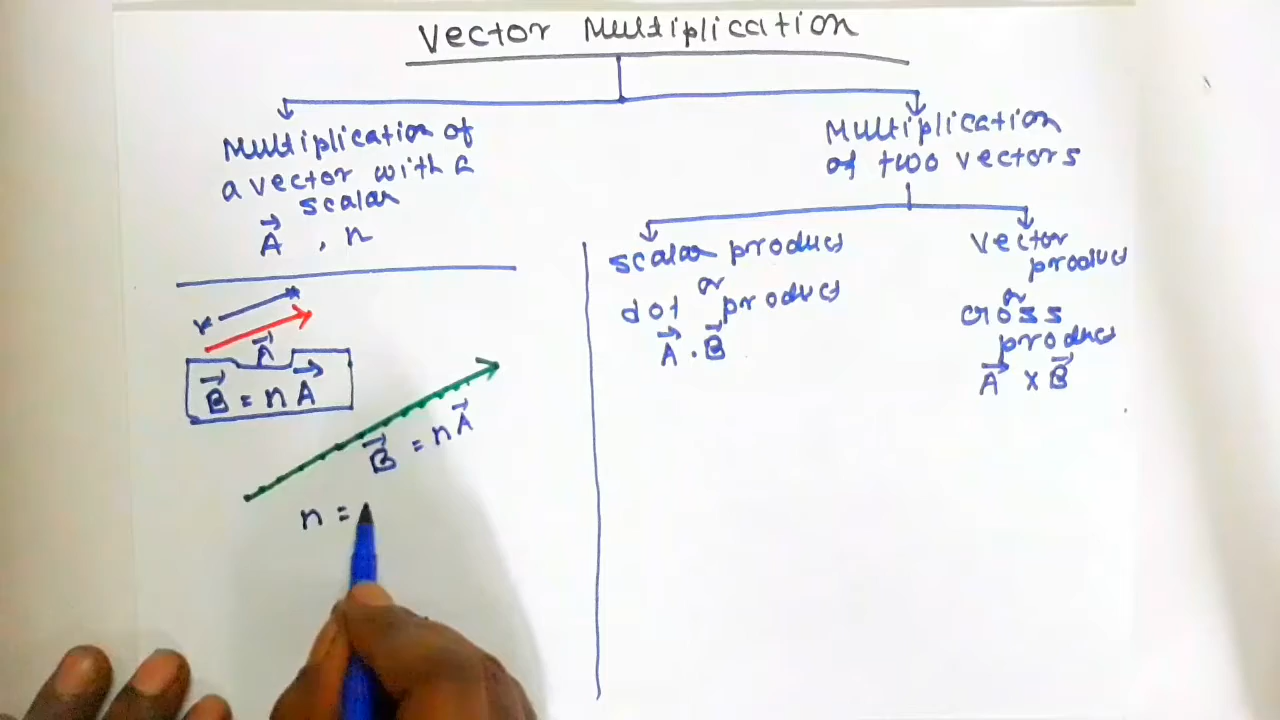 Vector Multiplication
Multiplication of
a vector with a
scalar
A⃗ , n
A⃗
B⃗ = n A⃗
B⃗ = n A⃗
n =
Multiplication
of two vectors
scalar product
or
dot product
A⃗ . B⃗
Vector
product
or
cross
product
A⃗ x B⃗